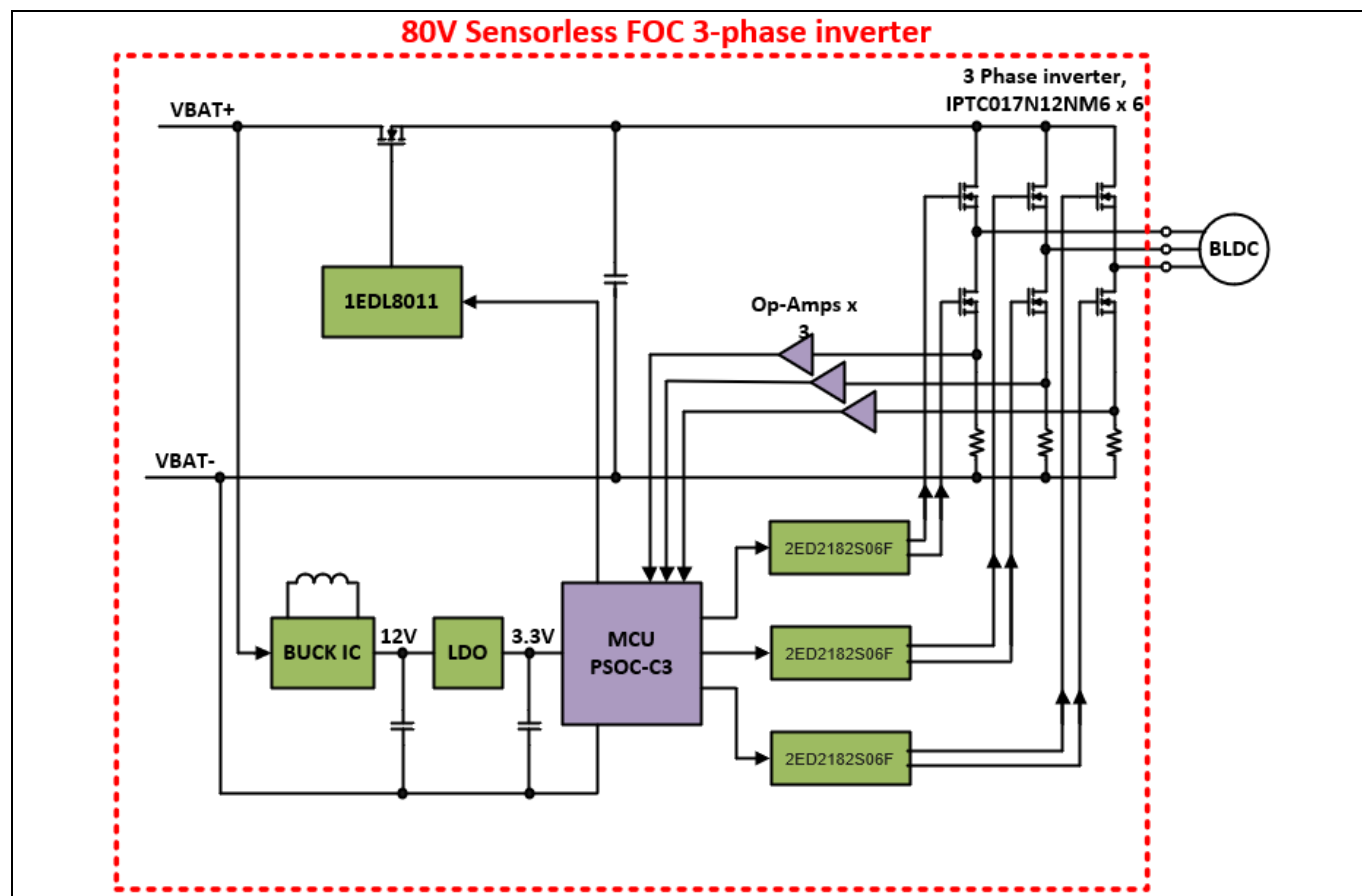 80V Sensorless FOC 3-phase inverter
3 Phase inverter,
IPTC017N12NM6 x 6
VBAT+
BLDC
1EDL8011
Op-Amps x
3
VBAT-
2ED2182S06F
BUCK IC
12V
LDO
3.3V
MCU
PSOC-C3
2ED2182S06F
2ED2182S06F